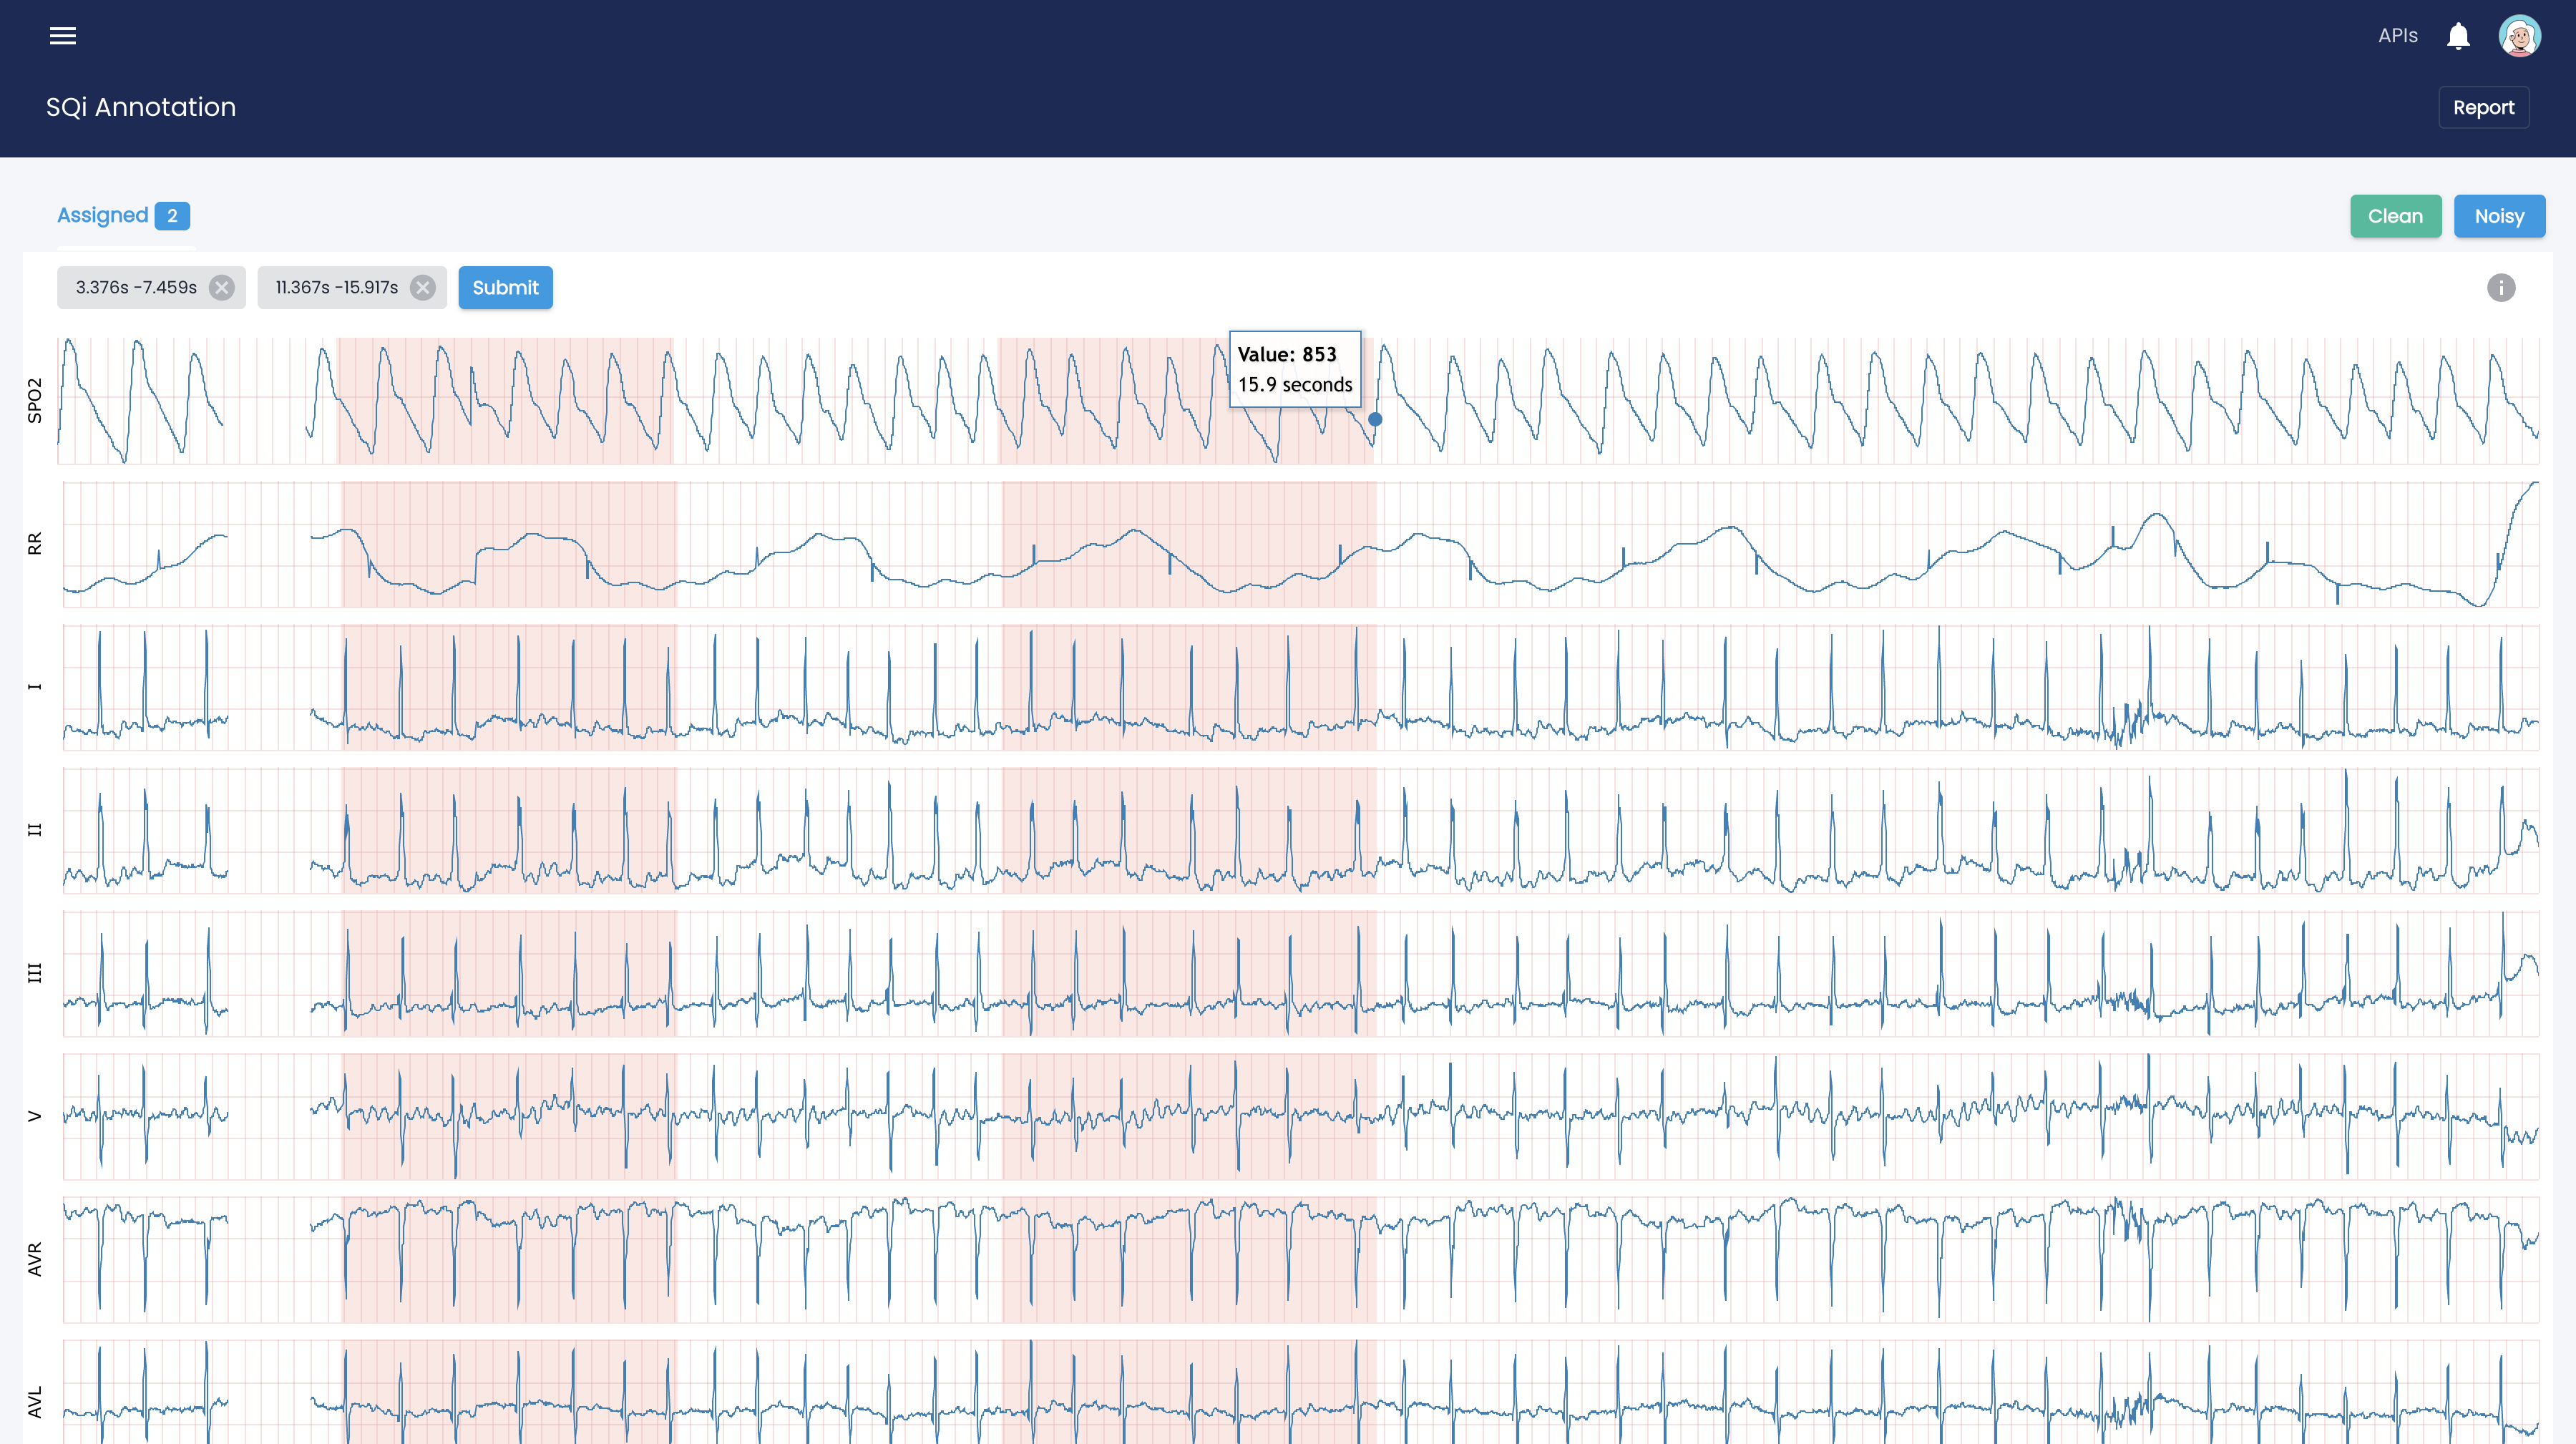 APIs
SQi Annotation
Report
Assigned 2
Clean
Noisy
3.376s -7.459s
11.367s -15.917s
Submit
SPO2
Value: 853
15.9 seconds
RR
I
II
III
V
AVR
AVL